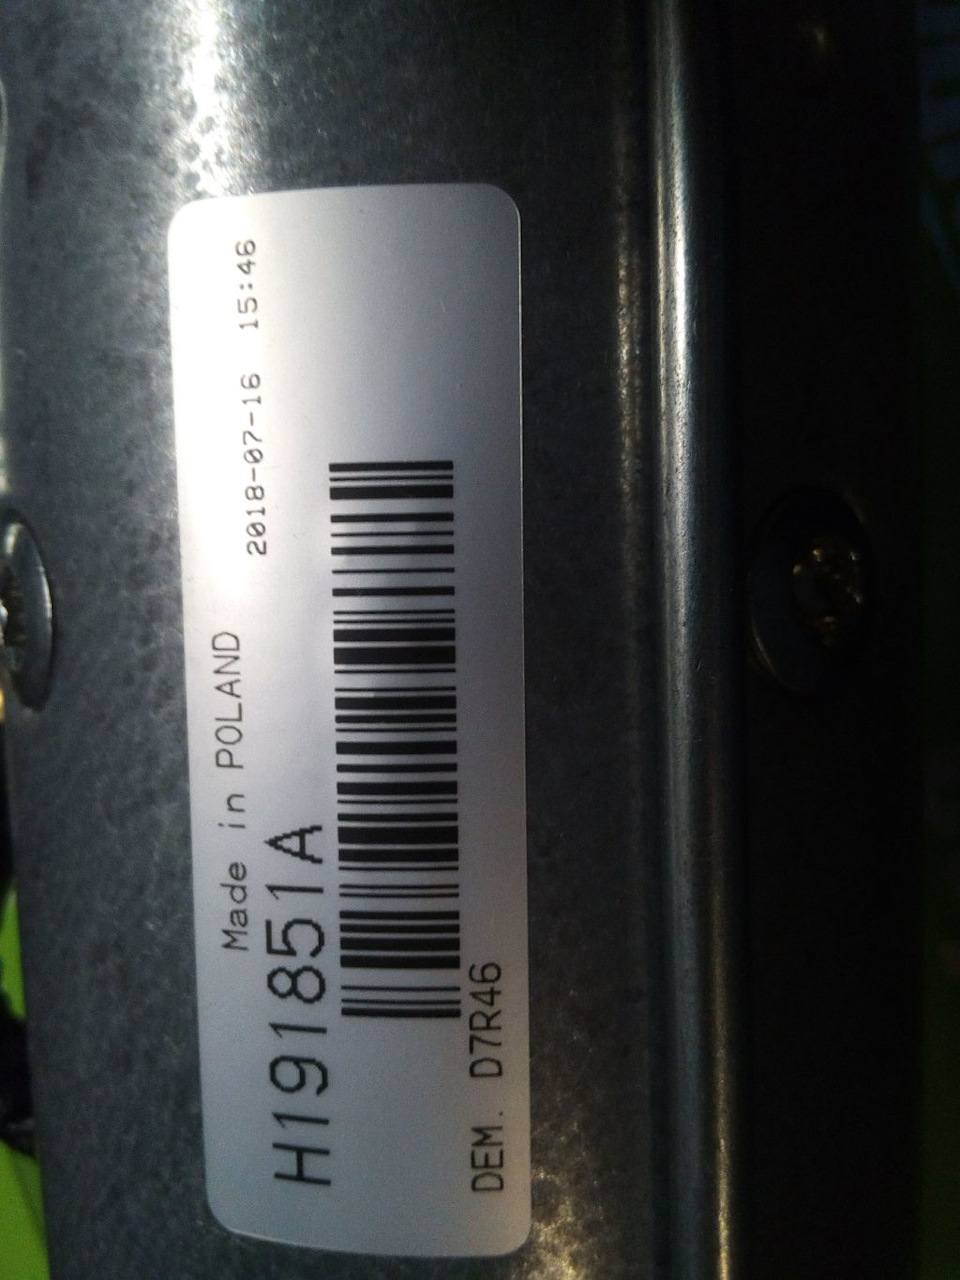 Made in POLAND
2018-07-16 15:46
H191851A
DEM. D7R46